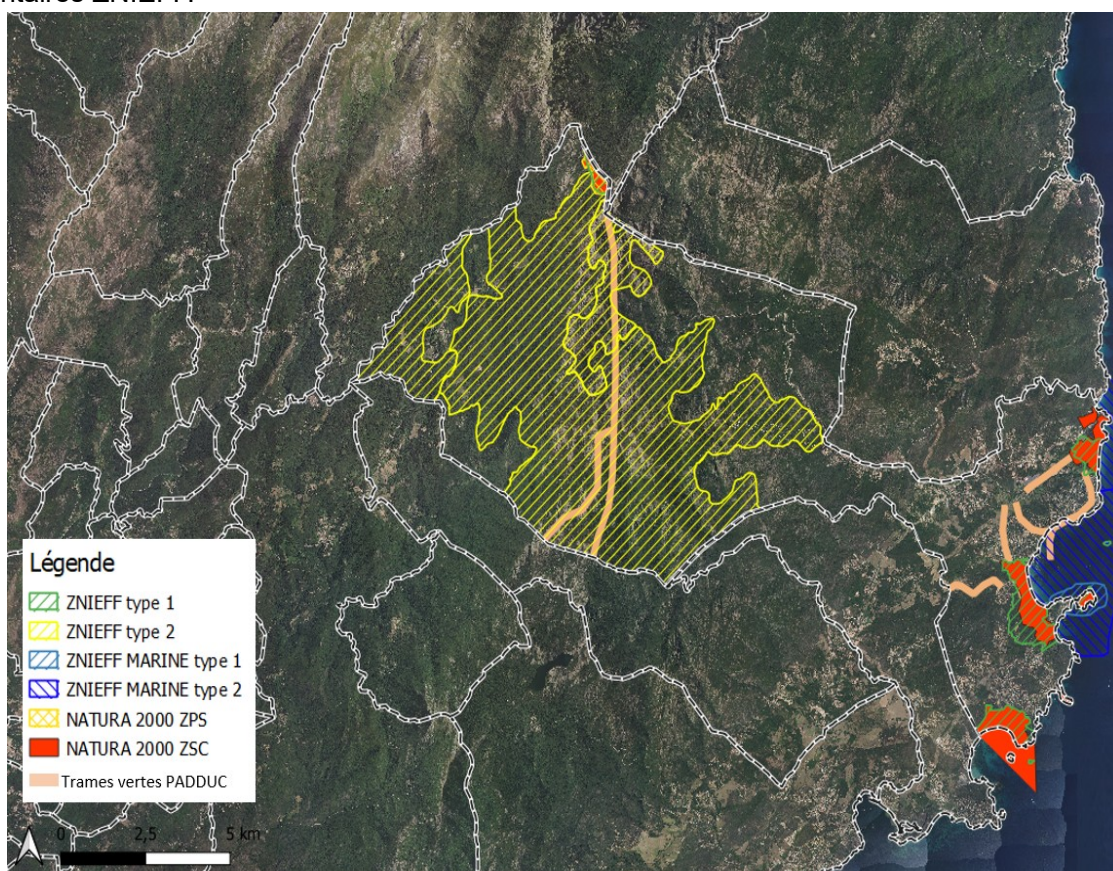 Légende
ZNIEFF type 1
ZNIEFF type 2
ZNIEFF MARINE type 1
ZNIEFF MARINE type 2
NATURA 2000 ZPS
NATURA 2000 ZSC
Trames vertes PADDUC
0 2,5 5 km